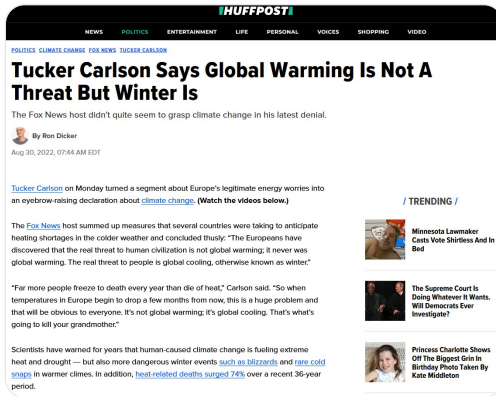 HUFFPOST
NEWS POLITICS ENTERTAINMENT LIFE PERSONAL VOICES SHOPPING VIDEO
POLITICS CLIMATE CHANGE FOX NEWS TUCKER CARLSON
Tucker Carlson Says Global Warming Is Not A
Threat But Winter Is
The Fox News host didn't quite seem to grasp climate change in his latest denial.
By Ron Dicker
Aug 30, 2022, 07:44 AM EDT
Tucker Carlson on Monday turned a segment about Europe's legitimate energy worries into
an eyebrow-raising declaration about climate change. (Watch the videos below.)
The Fox News host summed up measures that several countries were taking to anticipate
heating shortages in the colder weather and concluded thusly: “The Europeans have
discovered that the real threat to human civilization is not global warming; it never was
global warming. The real threat to people is global cooling, otherwise known as winter.”
“Far more people freeze to death every year than die of heat,” Carlson said. “So when
temperatures in Europe begin to drop a few months from now, this is a huge problem and
that will be obvious to everyone. It's not global warming; it's global cooling. That's what's
going to kill your grandmother.”
Scientists have warned for years that human-caused climate change is fueling extreme
heat and drought — but also more dangerous winter events such as blizzards and rare cold
snaps in warmer climes. In addition, heat-related deaths surged 74% over a recent 36-year
period.
/ TRENDING /
Minnesota Lawmaker
Casts Vote Shirtless And In
Bed
The Supreme Court Is
Doing Whatever It Wants.
Will Democrats Ever
Investigate?
Princess Charlotte Shows
Off The Biggest Grin In
Birthday Photo Taken By
Kate Middleton